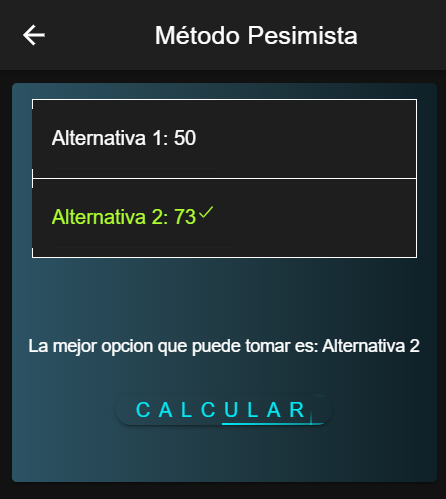 Método Pesimista
Alternativa 1: 50
Alternativa 2: 73
La mejor opcion que puede tomar es: Alternativa 2
CALCULAR